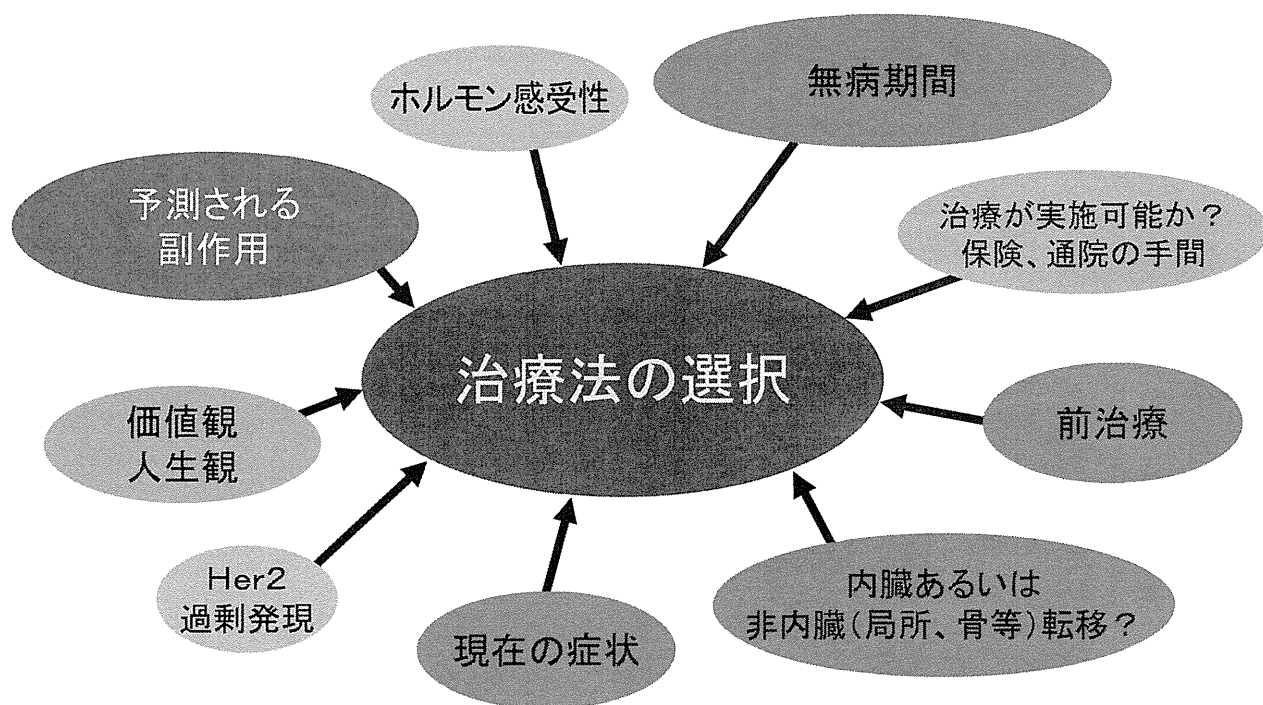 ホルモン感受性
無病期間
予測される
副作用
治療が実施可能か？
保険、通院の手間
治療法の選択
価値観
人生観
前治療
Her2
過剰発現
現在の症状
内臓あるいは
非内臓（局所、骨等）転移？